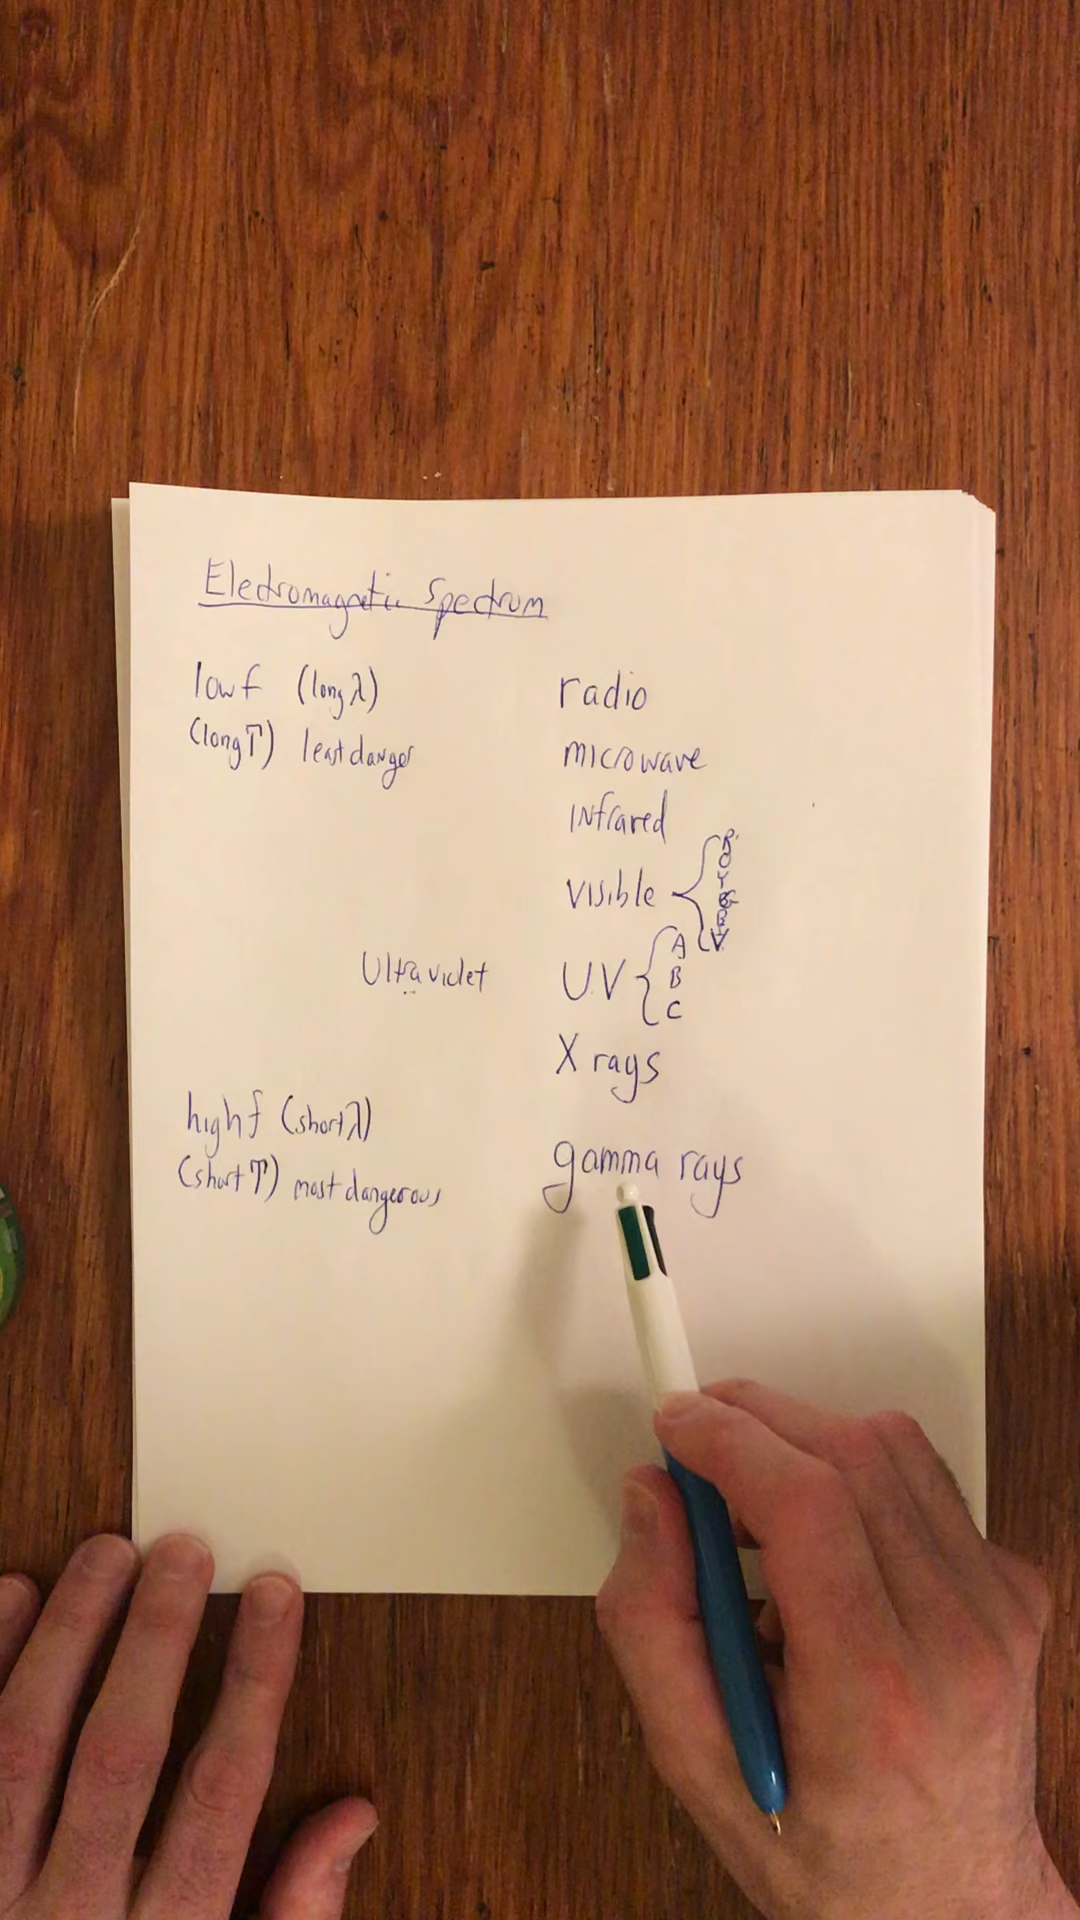 Electromagnetic Spectrum
low f (long λ)
(long T) least danger
radio
microwave
infrared
visible
R
O
Y
G
B
V
Ultraviolet
UV
A
B
C
X rays
high f (short λ)
(short T) most dangerous
gamma rays